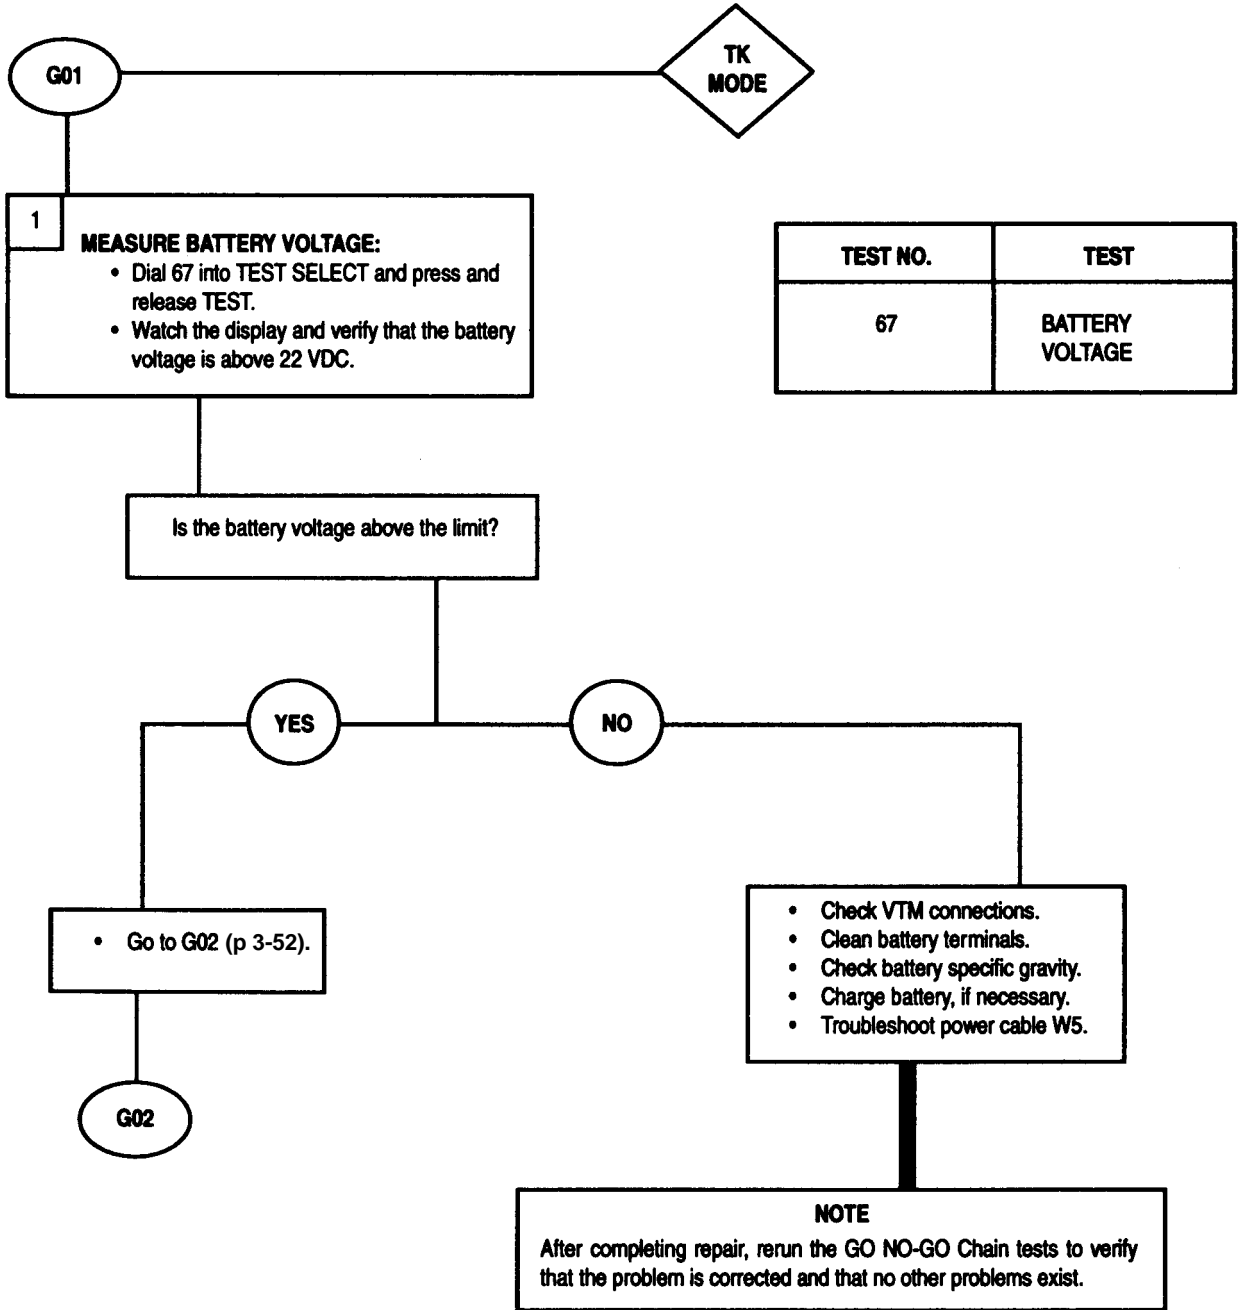 G01
TK
MODE
1
MEASURE BATTERY VOLTAGE:
• Dial 67 into TEST SELECT and press and
release TEST.
• Watch the display and verify that the battery
voltage is above 22 VDC.
TEST NO.
TEST
67
BATTERY
VOLTAGE
Is the battery voltage above the limit?
YES
NO
• Go to G02 (p 3-52).
G02
• Check VTM connections.
• Clean battery terminals.
• Check battery specific gravity.
• Charge battery, if necessary.
• Troubleshoot power cable W5.
NOTE
After completing repair, rerun the GO NO-GO Chain tests to verify
that the problem is corrected and that no other problems exist.